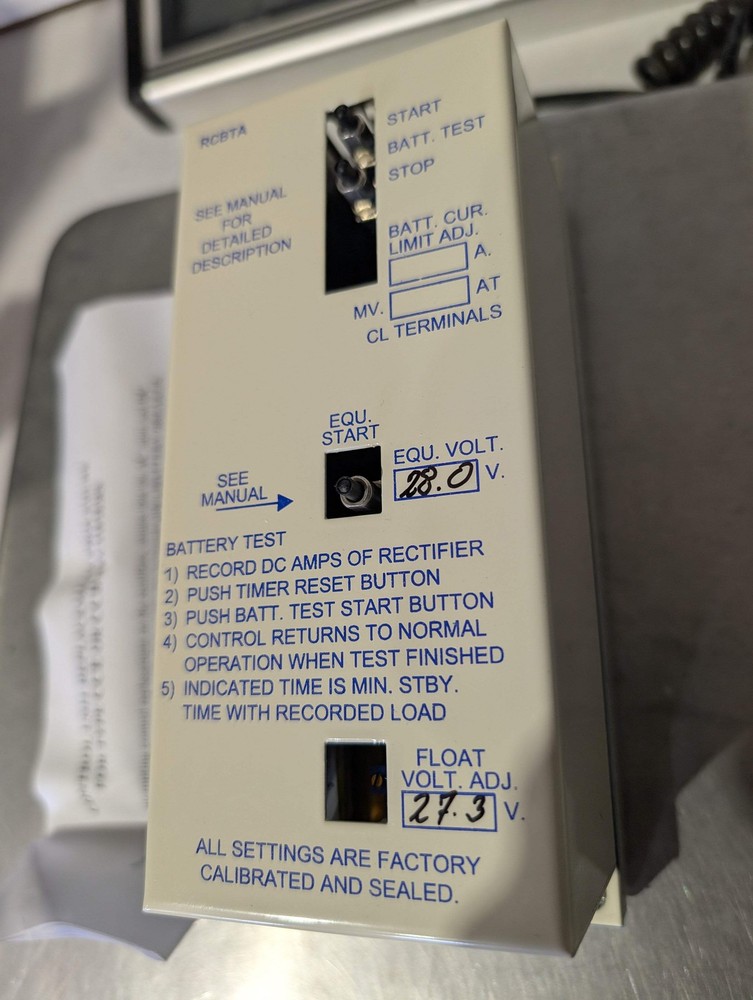 RCBTA
START
BATT. TEST
STOP
SEE MANUAL
FOR
DETAILED
DESCRIPTION
BATT. CUR.
LIMIT ADJ.
A.
MV. AT
CL TERMINALS
EQU.
START
EQU. VOLT.
28.0 V.
SEE
MANUAL
BATTERY TEST
1) RECORD DC AMPS OF RECTIFIER
2) PUSH TIMER RESET BUTTON
3) PUSH BATT. TEST START BUTTON
4) CONTROL RETURNS TO NORMAL
OPERATION WHEN TEST FINISHED
5) INDICATED TIME IS MIN. STBY.
TIME WITH RECORDED LOAD
FLOAT
VOLT. ADJ.
27.3 V.
ALL SETTINGS ARE FACTORY
CALIBRATED AND SEALED.